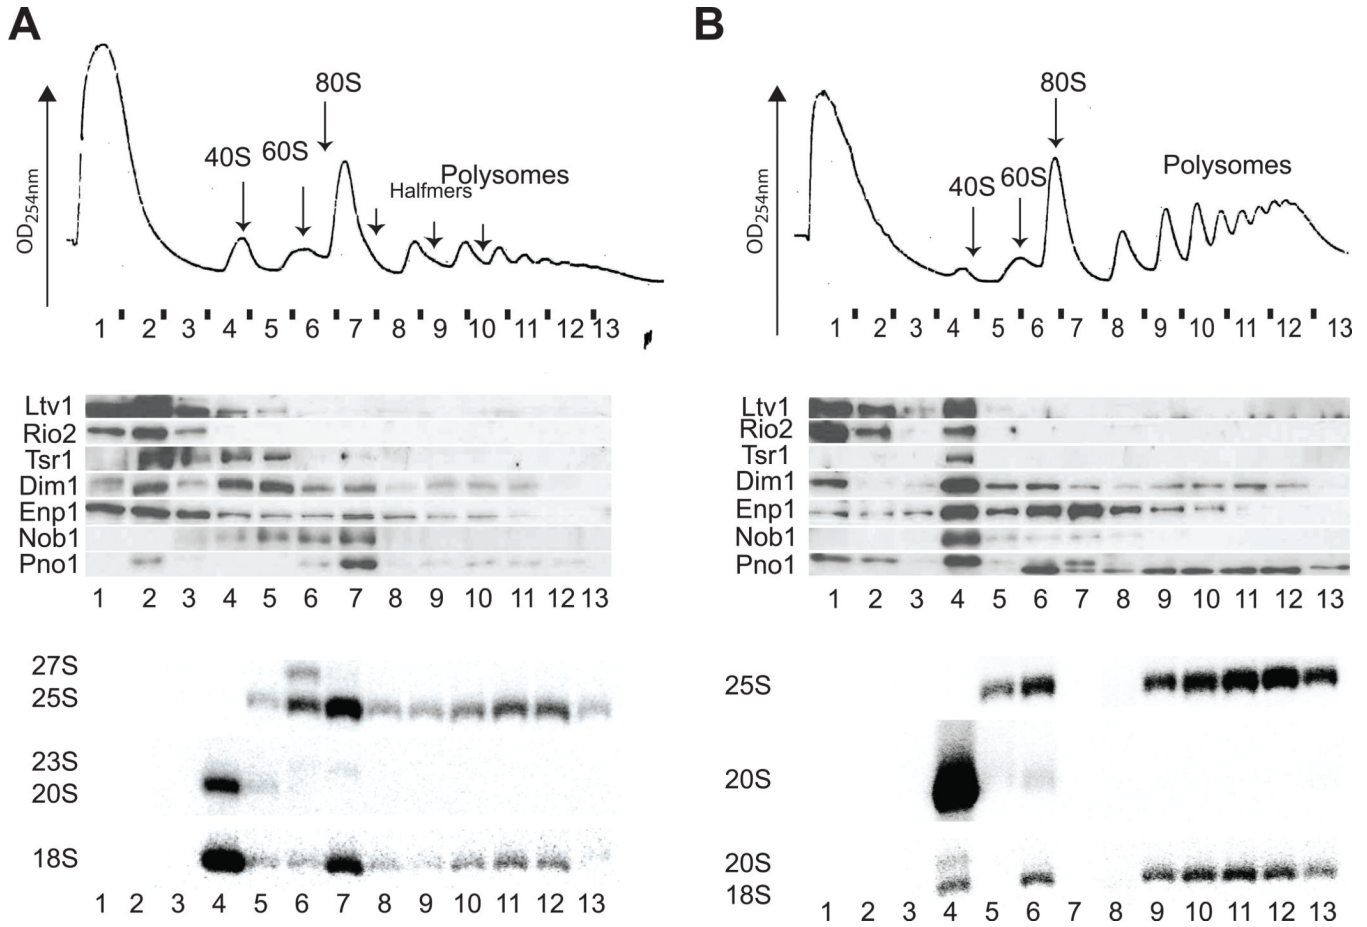 A
OD254nm
40S
60S
80S
Halfmers
Polysomes
1 2 3 4 5 6 7 8 9 10 11 12 13
Ltv1
Rio2
Tsr1
Dim1
Enp1
Nob1
Pno1
1 2 3 4 5 6 7 8 9 10 11 12 13
27S
25S
23S
20S
18S
1 2 3 4 5 6 7 8 9 10 11 12 13
B
OD254nm
40S
60S
80S
Polysomes
1 2 3 4 5 6 7 8 9 10 11 12 13
Ltv1
Rio2
Tsr1
Dim1
Enp1
Nob1
Pno1
1 2 3 4 5 6 7 8 9 10 11 12 13
25S
20S
20S
18S
1 2 3 4 5 6 7 8 9 10 11 12 13